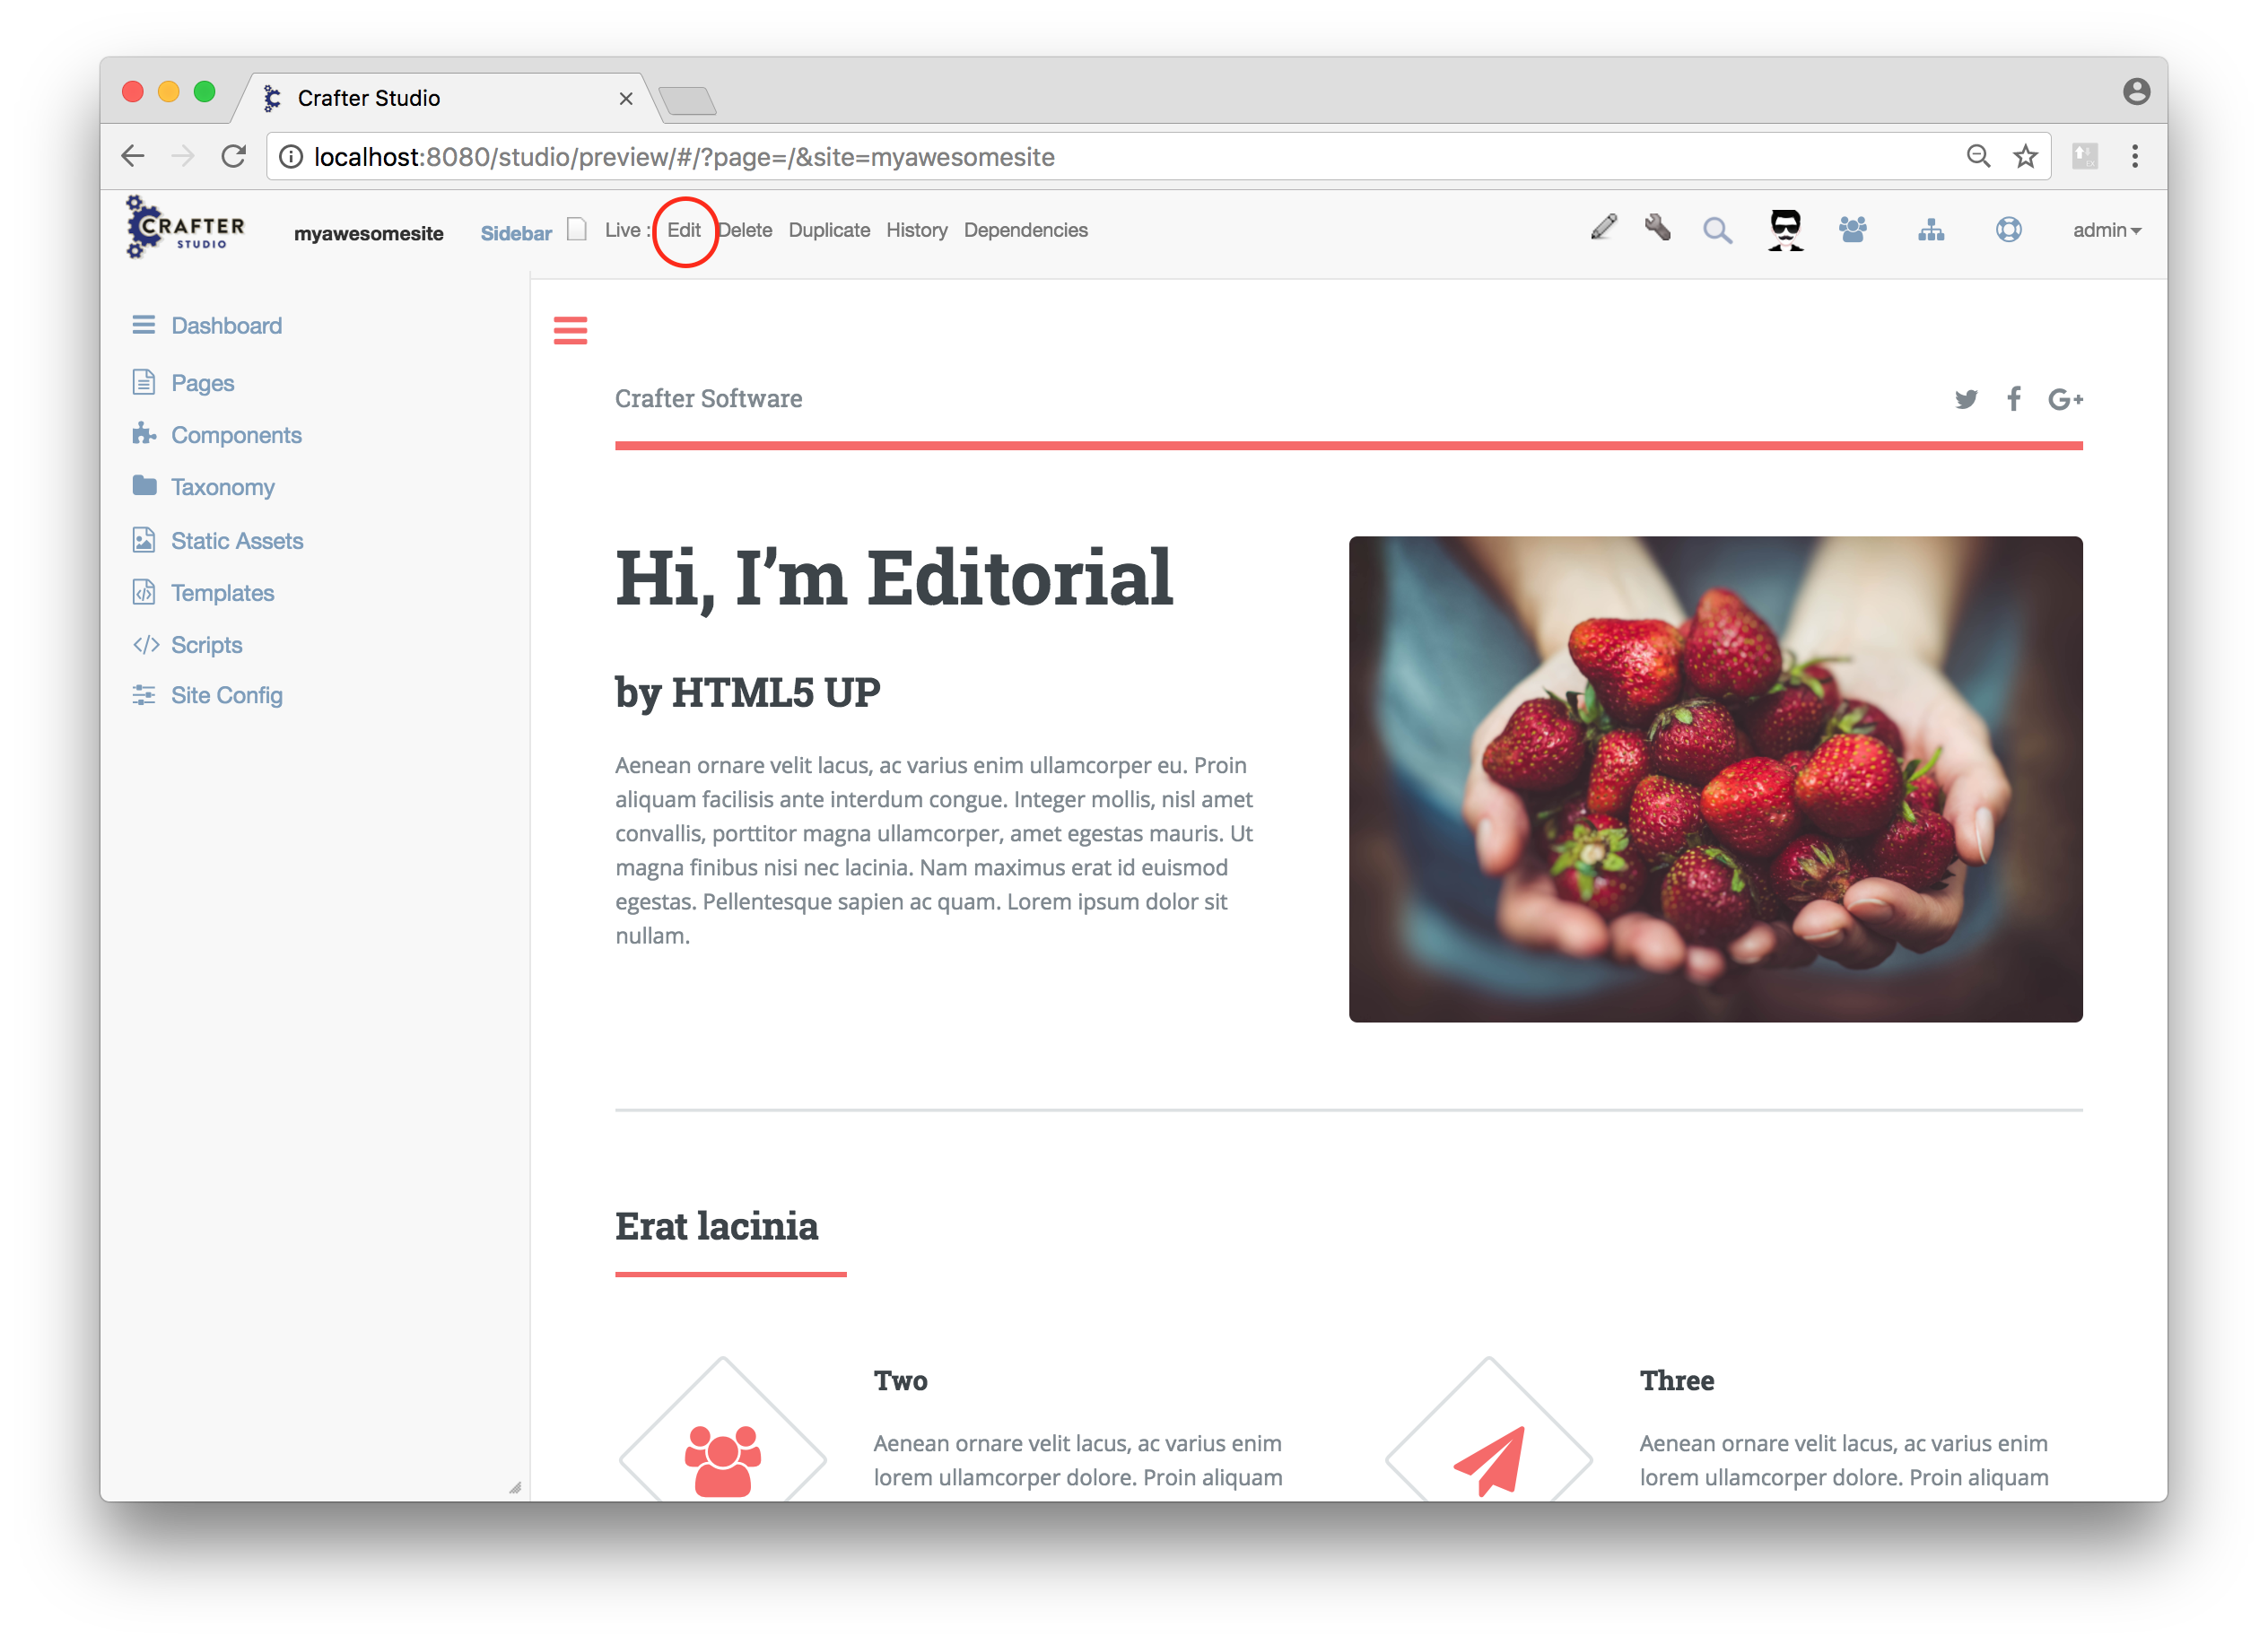 Crafter Studio
localhost:8080/studio/preview/#/?page=/&site=myawesomesite
CRAFTER
STUDIO
myawesomesite Sidebar Live : Edit Delete Duplicate History Dependencies admin
Dashboard
Pages
Components
Taxonomy
Static Assets
Templates
Scripts
Site Config
Crafter Software
G+
Hi, I’m Editorial
by HTML5 UP
Aenean ornare velit lacus, ac varius enim ullamcorper eu. Proin
aliquam facilisis ante interdum congue. Integer mollis, nisl amet
convallis, porttitor magna ullamcorper, amet egestas mauris. Ut
magna finibus nisi nec lacinia. Nam maximus erat id euismod
egestas. Pellentesque sapien ac quam. Lorem ipsum dolor sit
nullam.
Erat lacinia
Two
Aenean ornare velit lacus, ac varius enim
lorem ullamcorper dolore. Proin aliquam
Three
Aenean ornare velit lacus, ac varius enim
lorem ullamcorper dolore. Proin aliquam